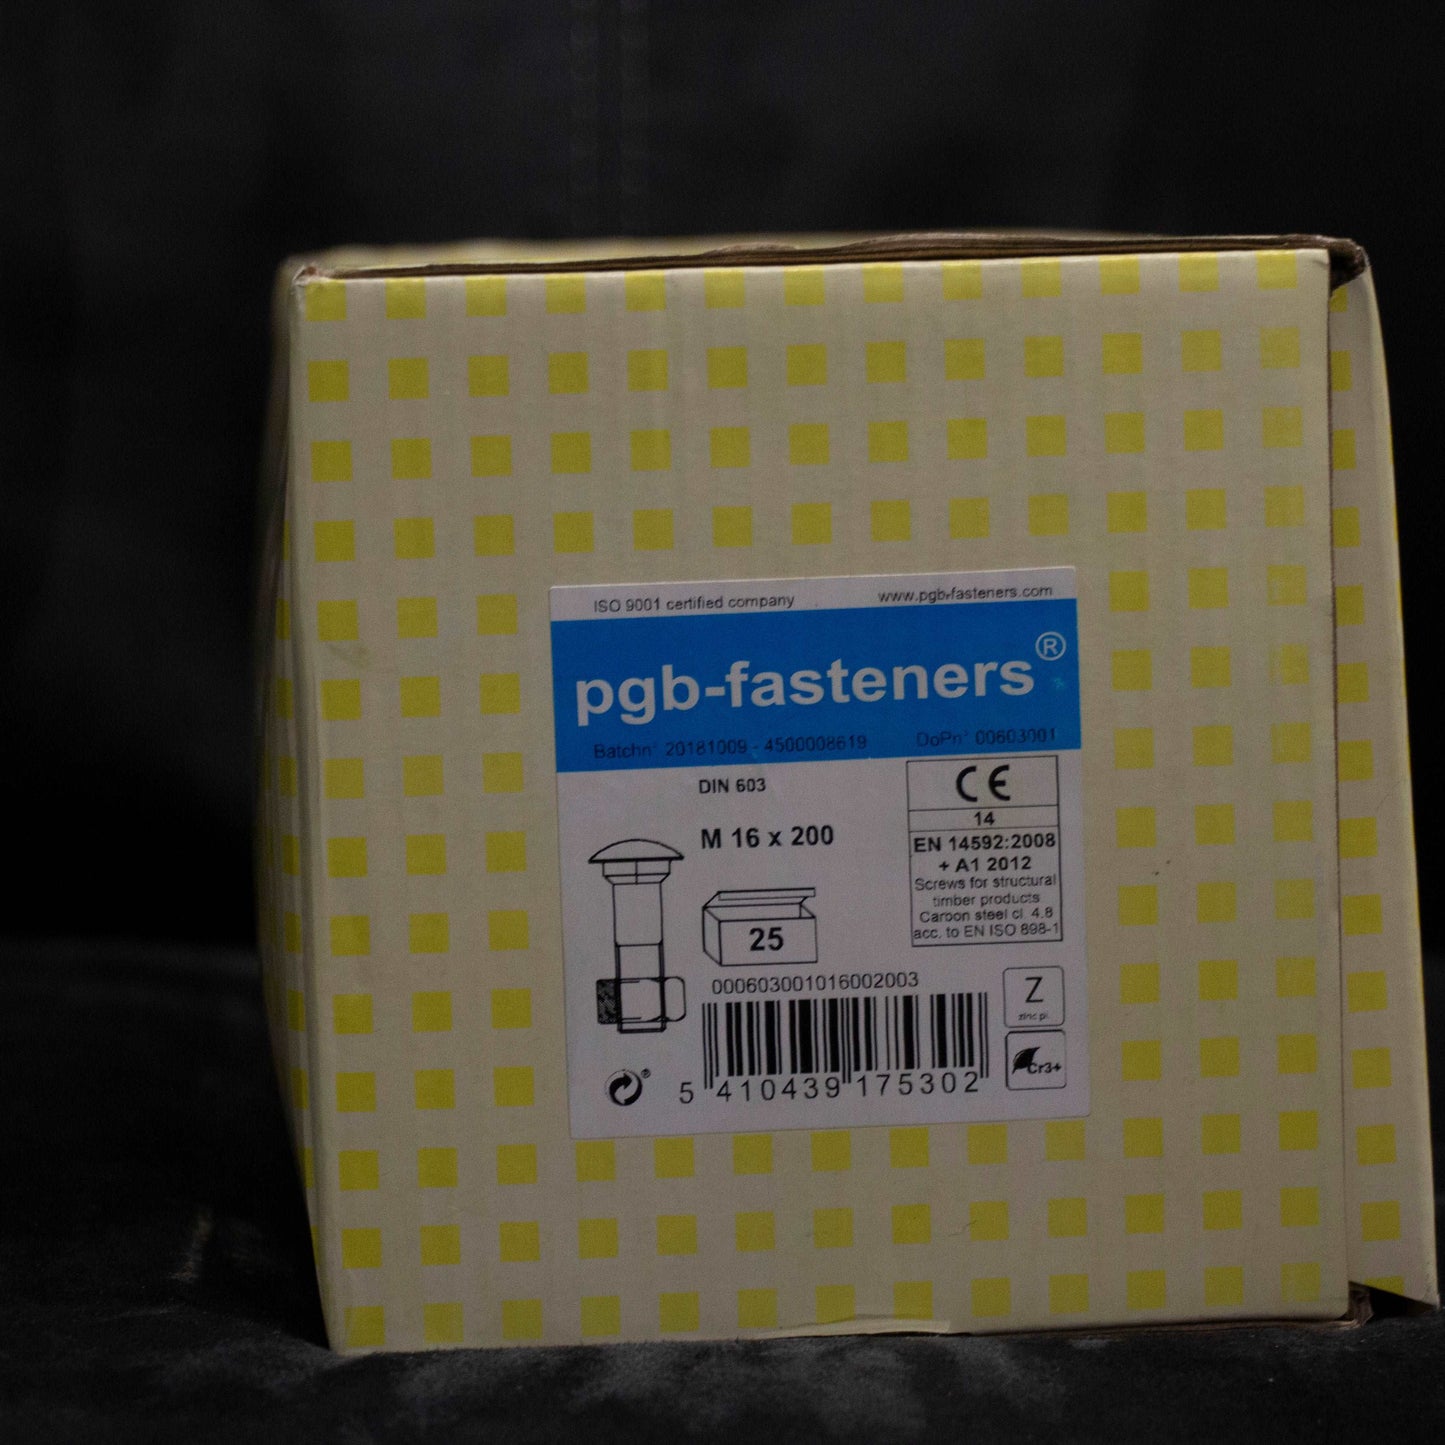 ISO 9001 certified company
www.pgb-fasteners.com
pgb-fasteners®
Batchn° 20181009 - 4500008619
DoPn° 00603001
DIN 603
M 16 x 200
25
CE
14
EN 14592:2008
+ A1 2012
Screws for structural
timber products
Carbon steel cl. 4.8
acc. to EN ISO 898-1
000603001016002003
5 410439 175302
®
Z
zinc pl.
Cr3+